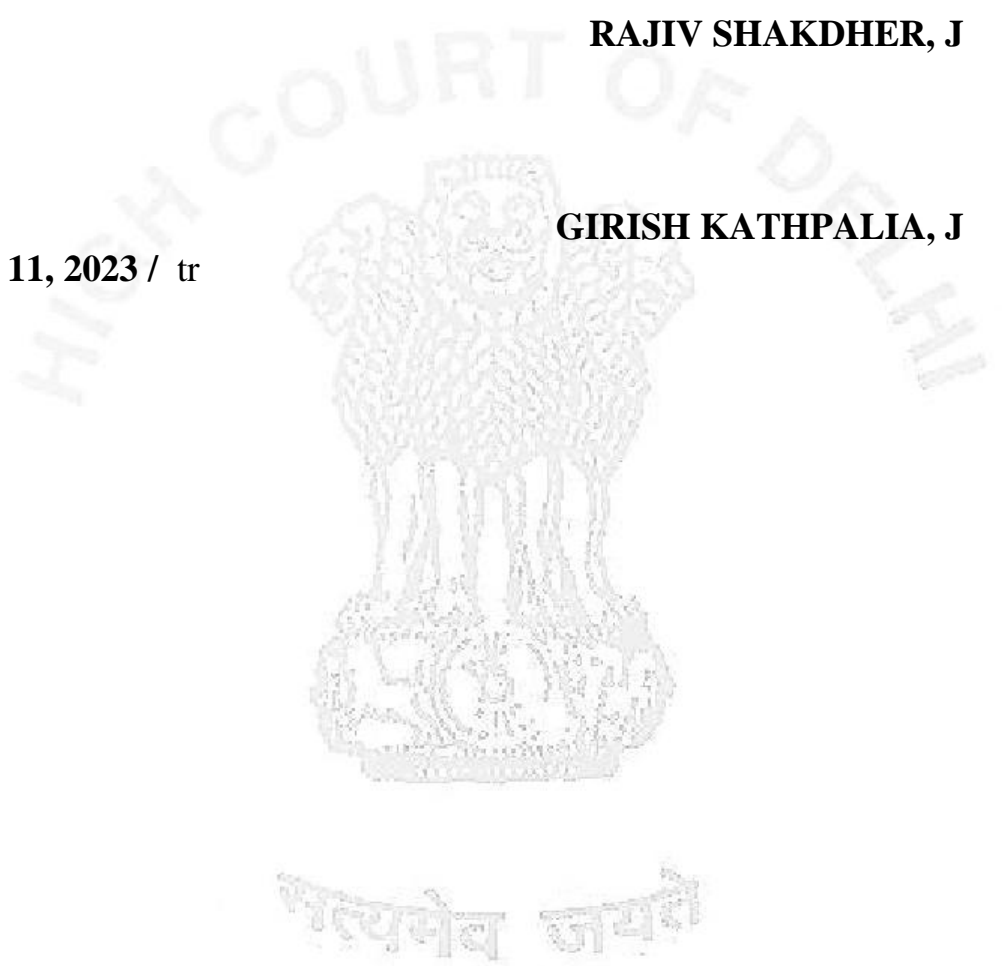 RAJIV SHAKDHER, J
HIGH COURT OF DELHI
GIRISH KATHPALIA, J
11, 2023 / tr
सत्यमेव जयते